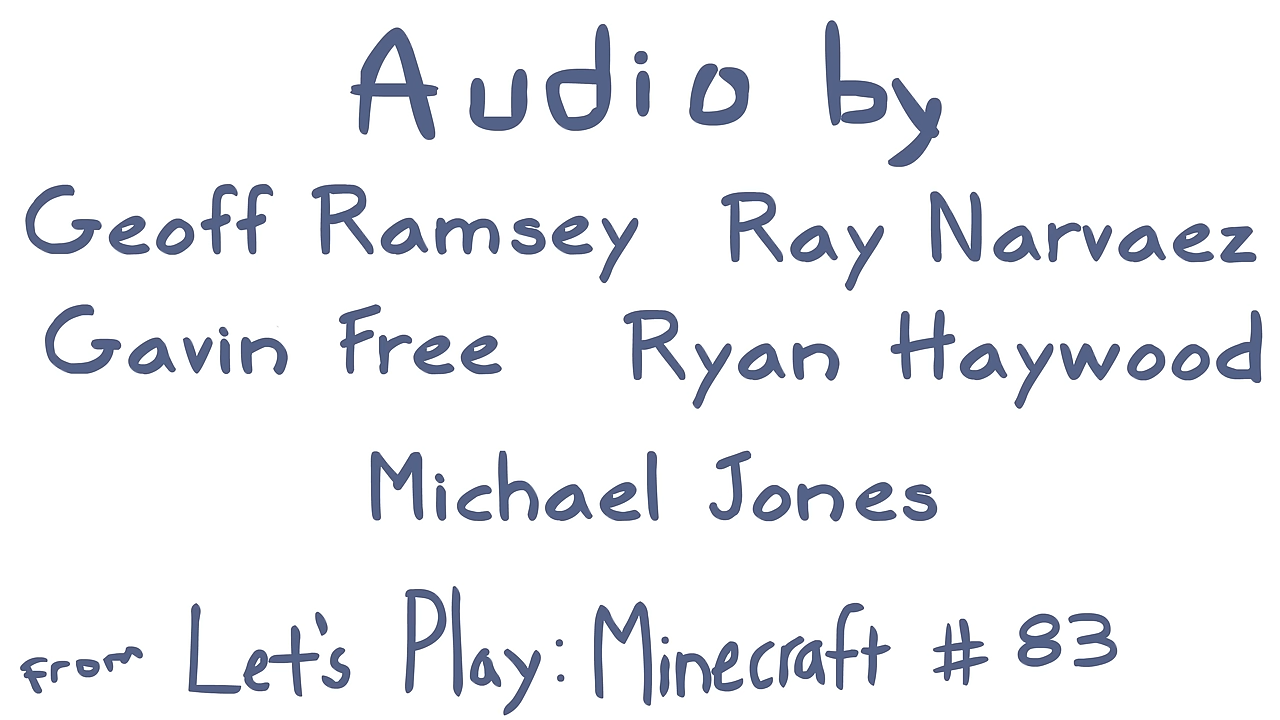 Audio by
Geoff Ramsey Ray Narvaez
Gavin Free Ryan Haywood
Michael Jones
from Let's Play: Minecraft # 83